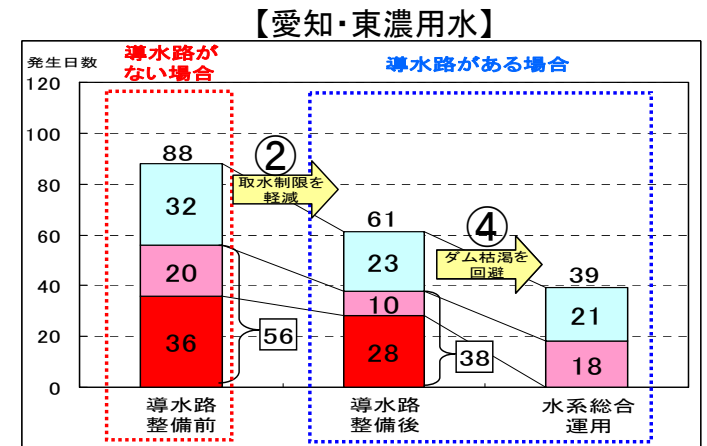 【愛知・東濃用水】
発生日数
導水路が
ない場合
導水路がある場合
120
100
80
60
40
20
0
88
32
20
36
56
②
取水制限を
軽減
61
23
10
28
38
④
ダム枯渇を
回避
39
21
18
導水路
整備前
導水路
整備後
水系総合
運用